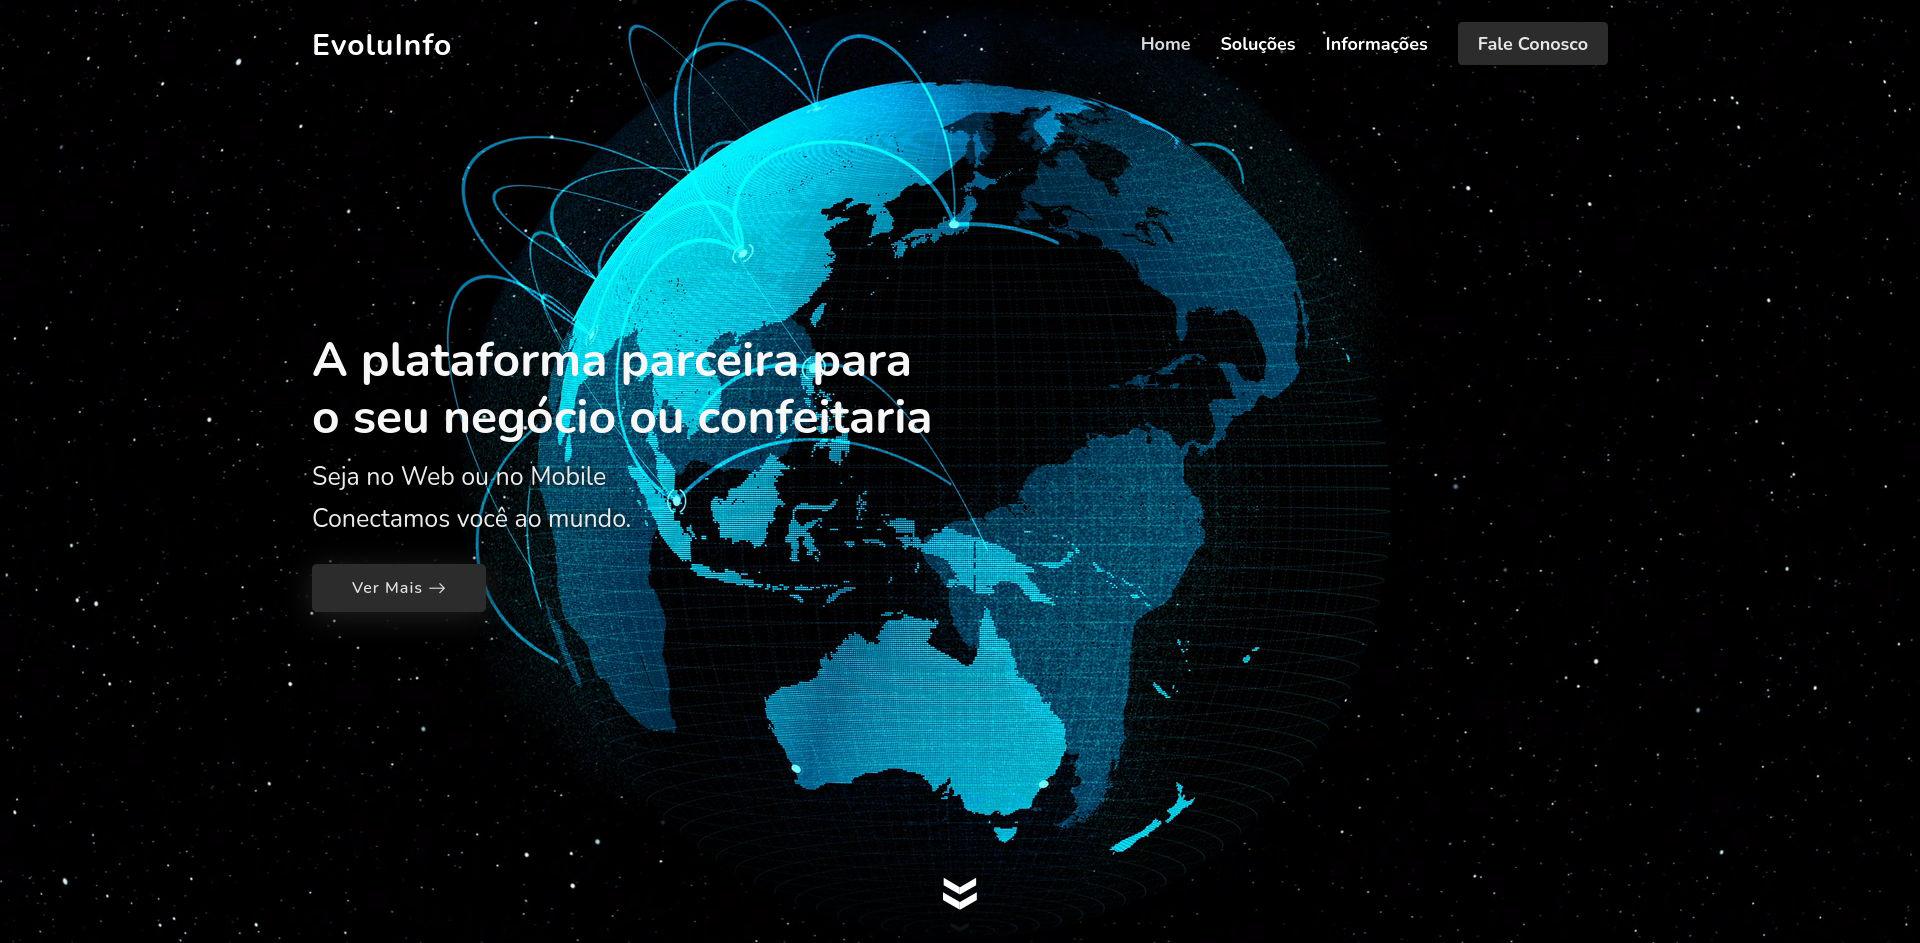 EvoluInfo
Home
Soluções
Informações
Fale Conosco
A plataforma parceira para
o seu negócio ou confeitaria
Seja no Web ou no Mobile
Conectamos você ao mundo.
Ver Mais →